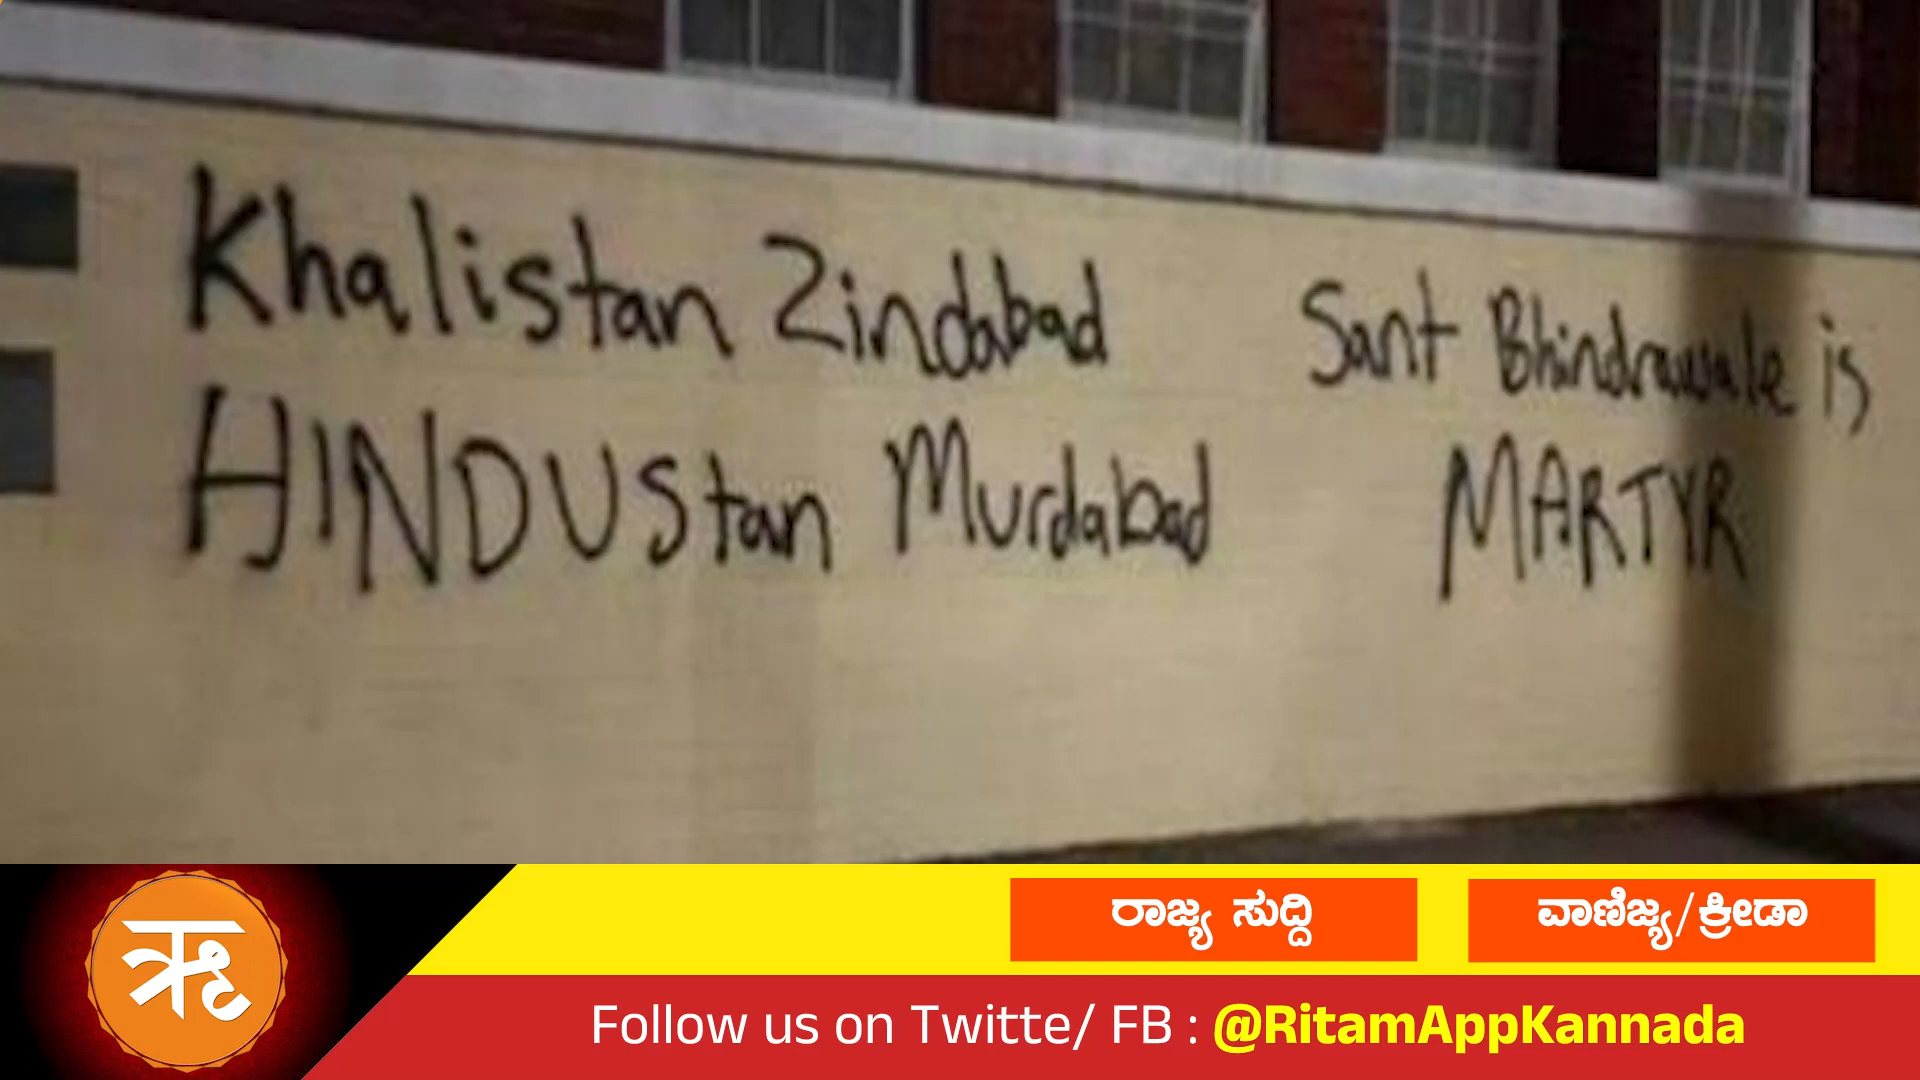 Khalistan Zindabad
HINDUStan Murdabad
Sant Bhindrawale is
MARTYR
ऋ
ರಾಜ್ಯ ಸುದ್ದಿ
ವಾಣಿಜ್ಯ/ಕ್ರೀಡಾ
Follow us on Twitte/ FB : @RitamAppKannada